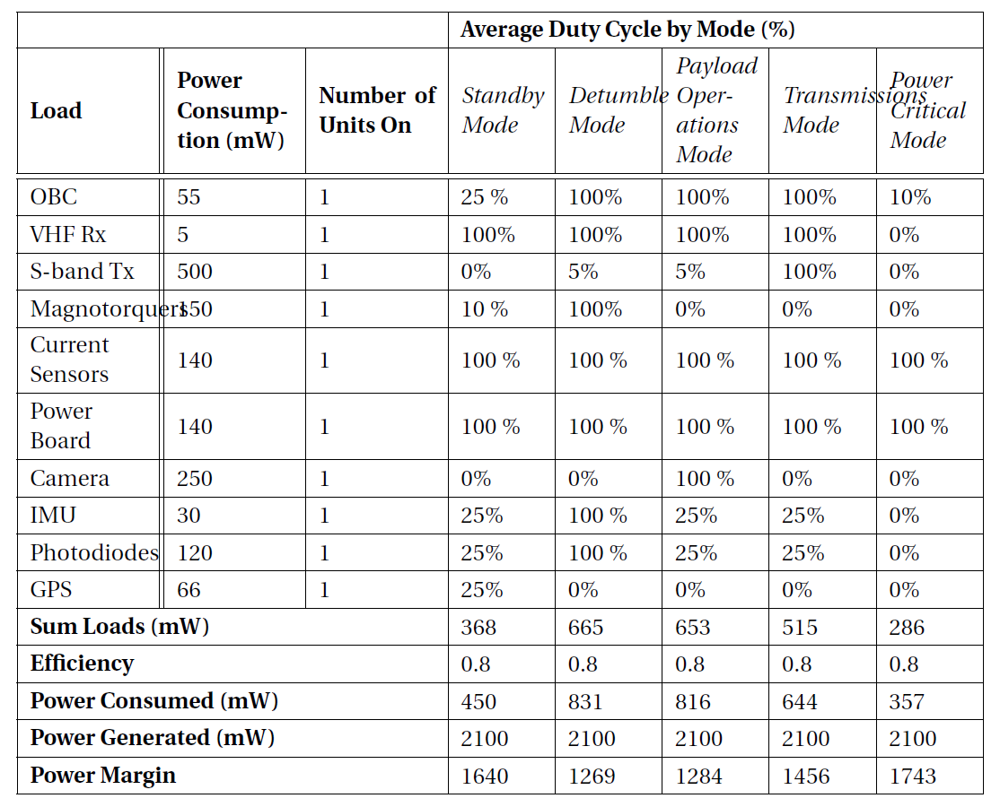 Average Duty Cycle by Mode (%)
Load Power Consump- tion (mW) Number of Units On Standby Mode Detumble Mode Payload Oper- ations Mode Transmissions Mode Power Critical Mode
OBC 55 1 25 % 100% 100% 100% 10%
VHF Rx 5 1 100% 100% 100% 100% 0%
S-band Tx 500 1 0% 5% 5% 100% 0%
Magnotorquers 150 1 10 % 100% 0% 0% 0%
Current Sensors 140 1 100 % 100 % 100 % 100 % 100 %
Power Board 140 1 100 % 100 % 100 % 100 % 100 %
Camera 250 1 0% 0% 100 % 0% 0%
IMU 30 1 25% 100 % 25% 25% 0%
Photodiodes 120 1 25% 100 % 25% 25% 0%
GPS 66 1 25% 0% 0% 0% 0%
Sum Loads (mW) 368 665 653 515 286
Efficiency 0.8 0.8 0.8 0.8 0.8
Power Consumed (mW) 450 831 816 644 357
Power Generated (mW) 2100 2100 2100 2100 2100
Power Margin 1640 1269 1284 1456 1743